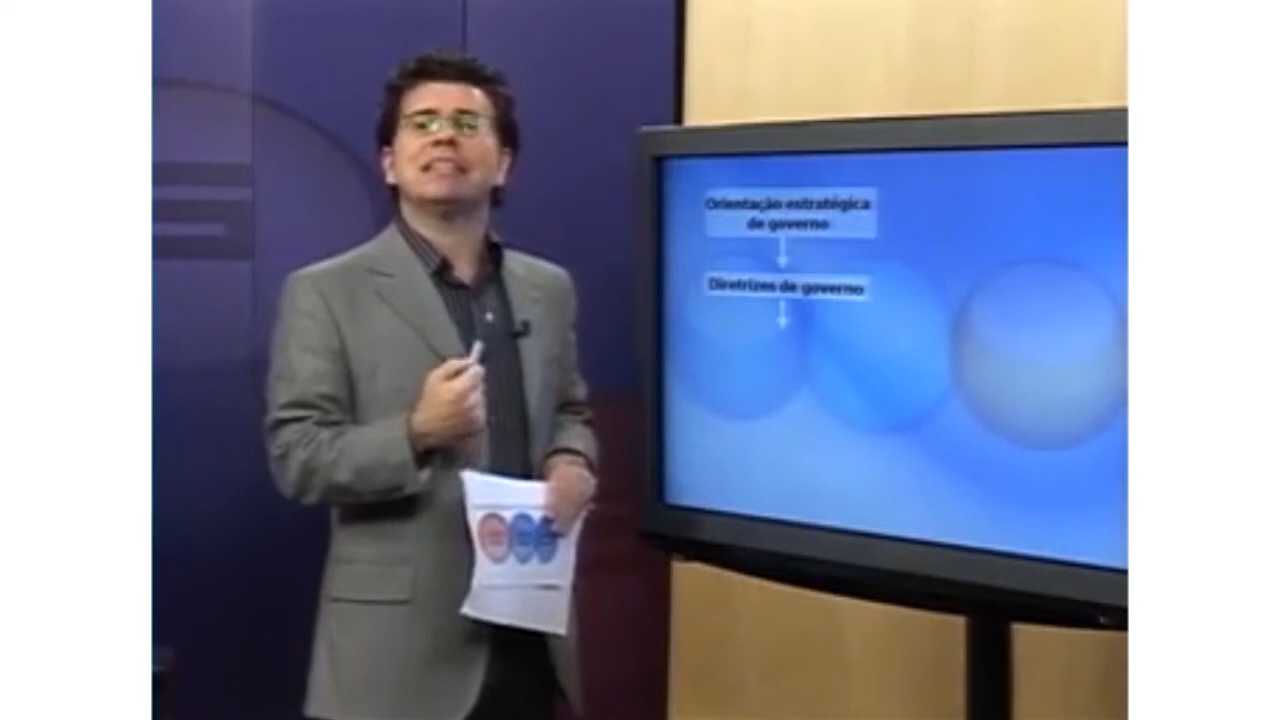 Orientação estratégica
de governo
Diretrizes de governo